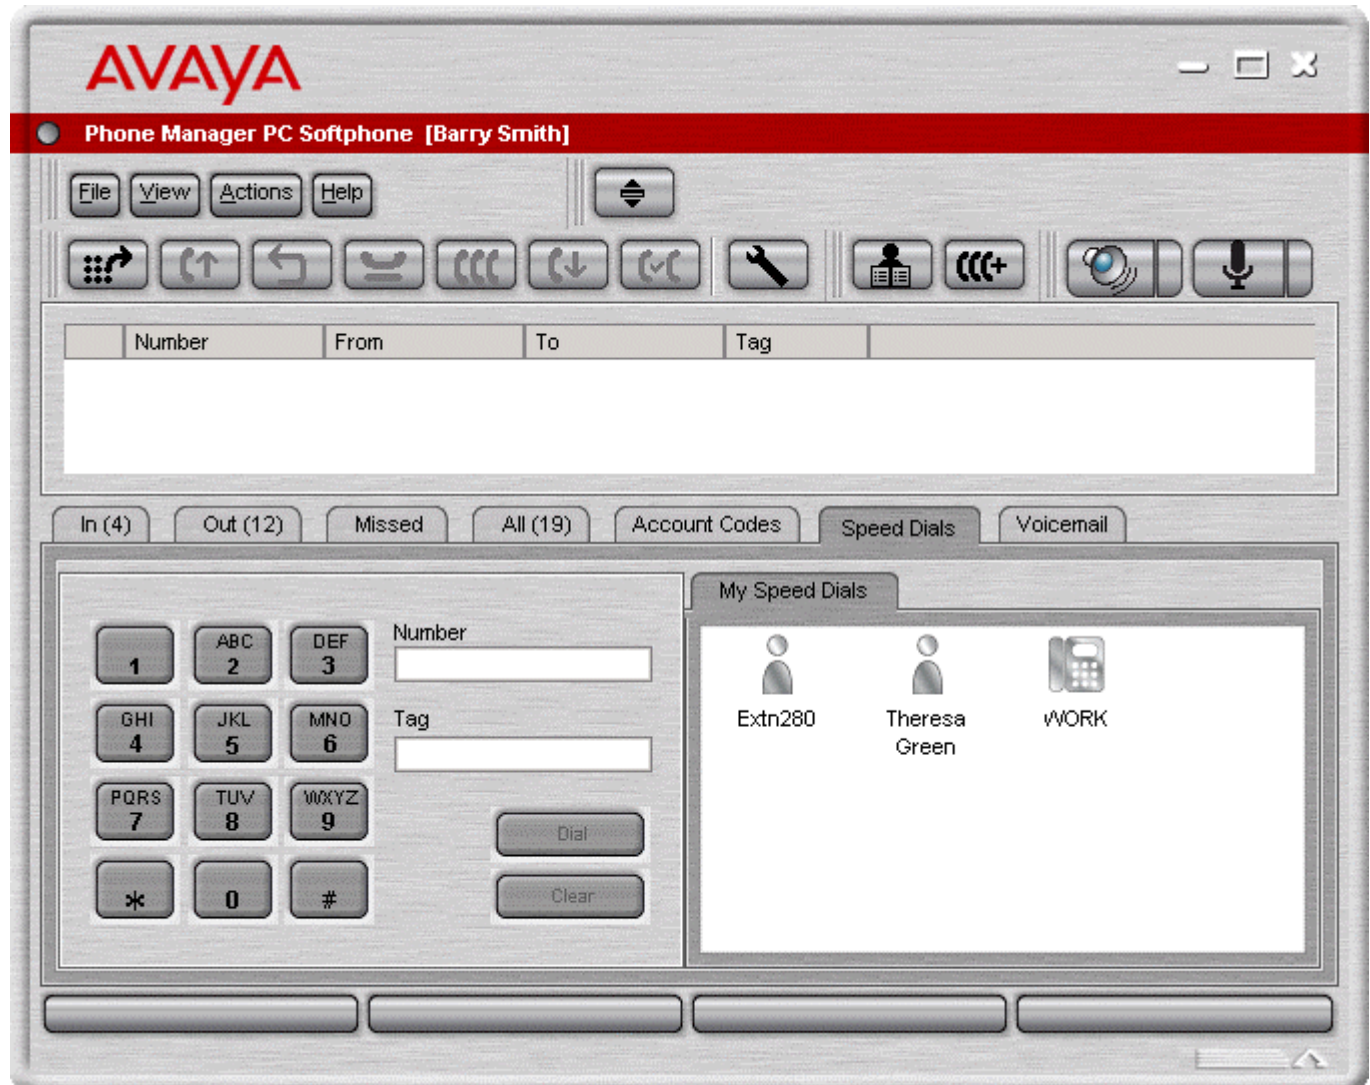 AVAYA
Phone Manager PC Softphone [Barry Smith]
File View Actions Help
Number From To Tag
In (4) Out (12) Missed All (19) Account Codes Speed Dials Voicemail
My Speed Dials
1 ABC 2 DEF 3
Number
GHI 4 JKL 5 MNO 6
Tag
PQRS 7 TUV 8 WXYZ 9
* 0 #
Dial
Clear
Extn280 Theresa Green WORK